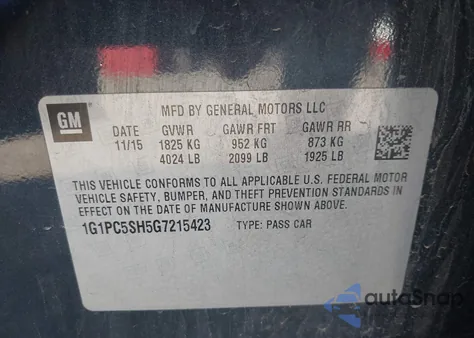 GM
MFD BY GENERAL MOTORS LLC
DATE GVWR GAWR FRT GAWR RR
11/15 1825 KG 952 KG 873 KG
4024 LB 2099 LB 1925 LB
THIS VEHICLE CONFORMS TO ALL APPLICABLE U.S. FEDERAL MOTOR
VEHICLE SAFETY, BUMPER, AND THEFT PREVENTION STANDARDS IN
EFFECT ON THE DATE OF MANUFACTURE SHOWN ABOVE.
1G1PC5SH5G7215423 TYPE: PASS CAR
autoSnap